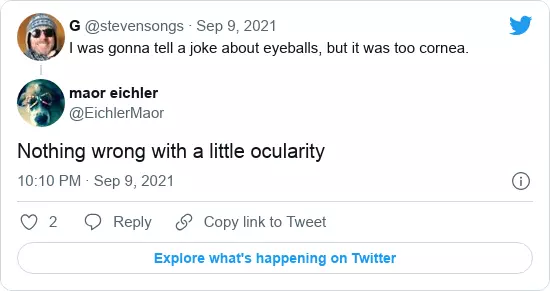 G @stevensongs · Sep 9, 2021
I was gonna tell a joke about eyeballs, but it was too cornea.
maor eichler
@EichlerMaor
Nothing wrong with a little ocularity
10:10 PM · Sep 9, 2021
2 Reply Copy link to Tweet
Explore what's happening on Twitter